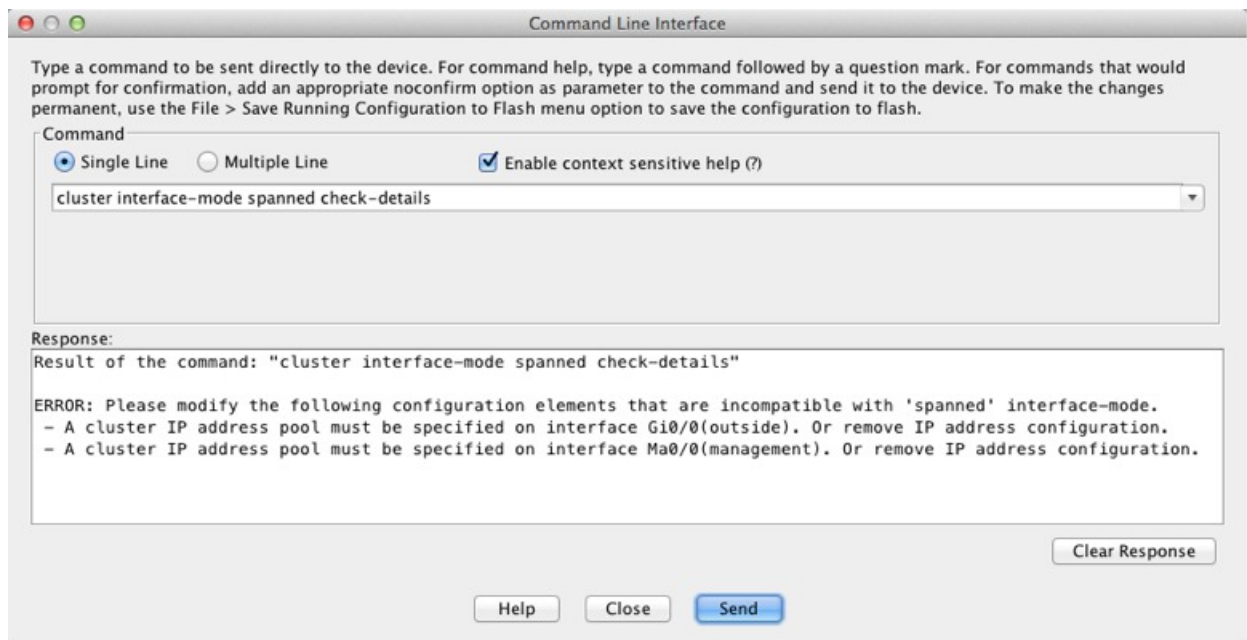 Command Line Interface
Type a command to be sent directly to the device. For command help, type a command followed by a question mark. For commands that would
prompt for confirmation, add an appropriate noconfirm option as parameter to the command and send it to the device. To make the changes
permanent, use the File > Save Running Configuration to Flash menu option to save the configuration to flash.
Command
Single Line Multiple Line Enable context sensitive help (?)
cluster interface-mode spanned check-details
Response:
Result of the command: "cluster interface-mode spanned check-details"
ERROR: Please modify the following configuration elements that are incompatible with 'spanned' interface-mode.
- A cluster IP address pool must be specified on interface Gi0/0(outside). Or remove IP address configuration.
- A cluster IP address pool must be specified on interface Ma0/0(management). Or remove IP address configuration.
Clear Response
Help Close Send